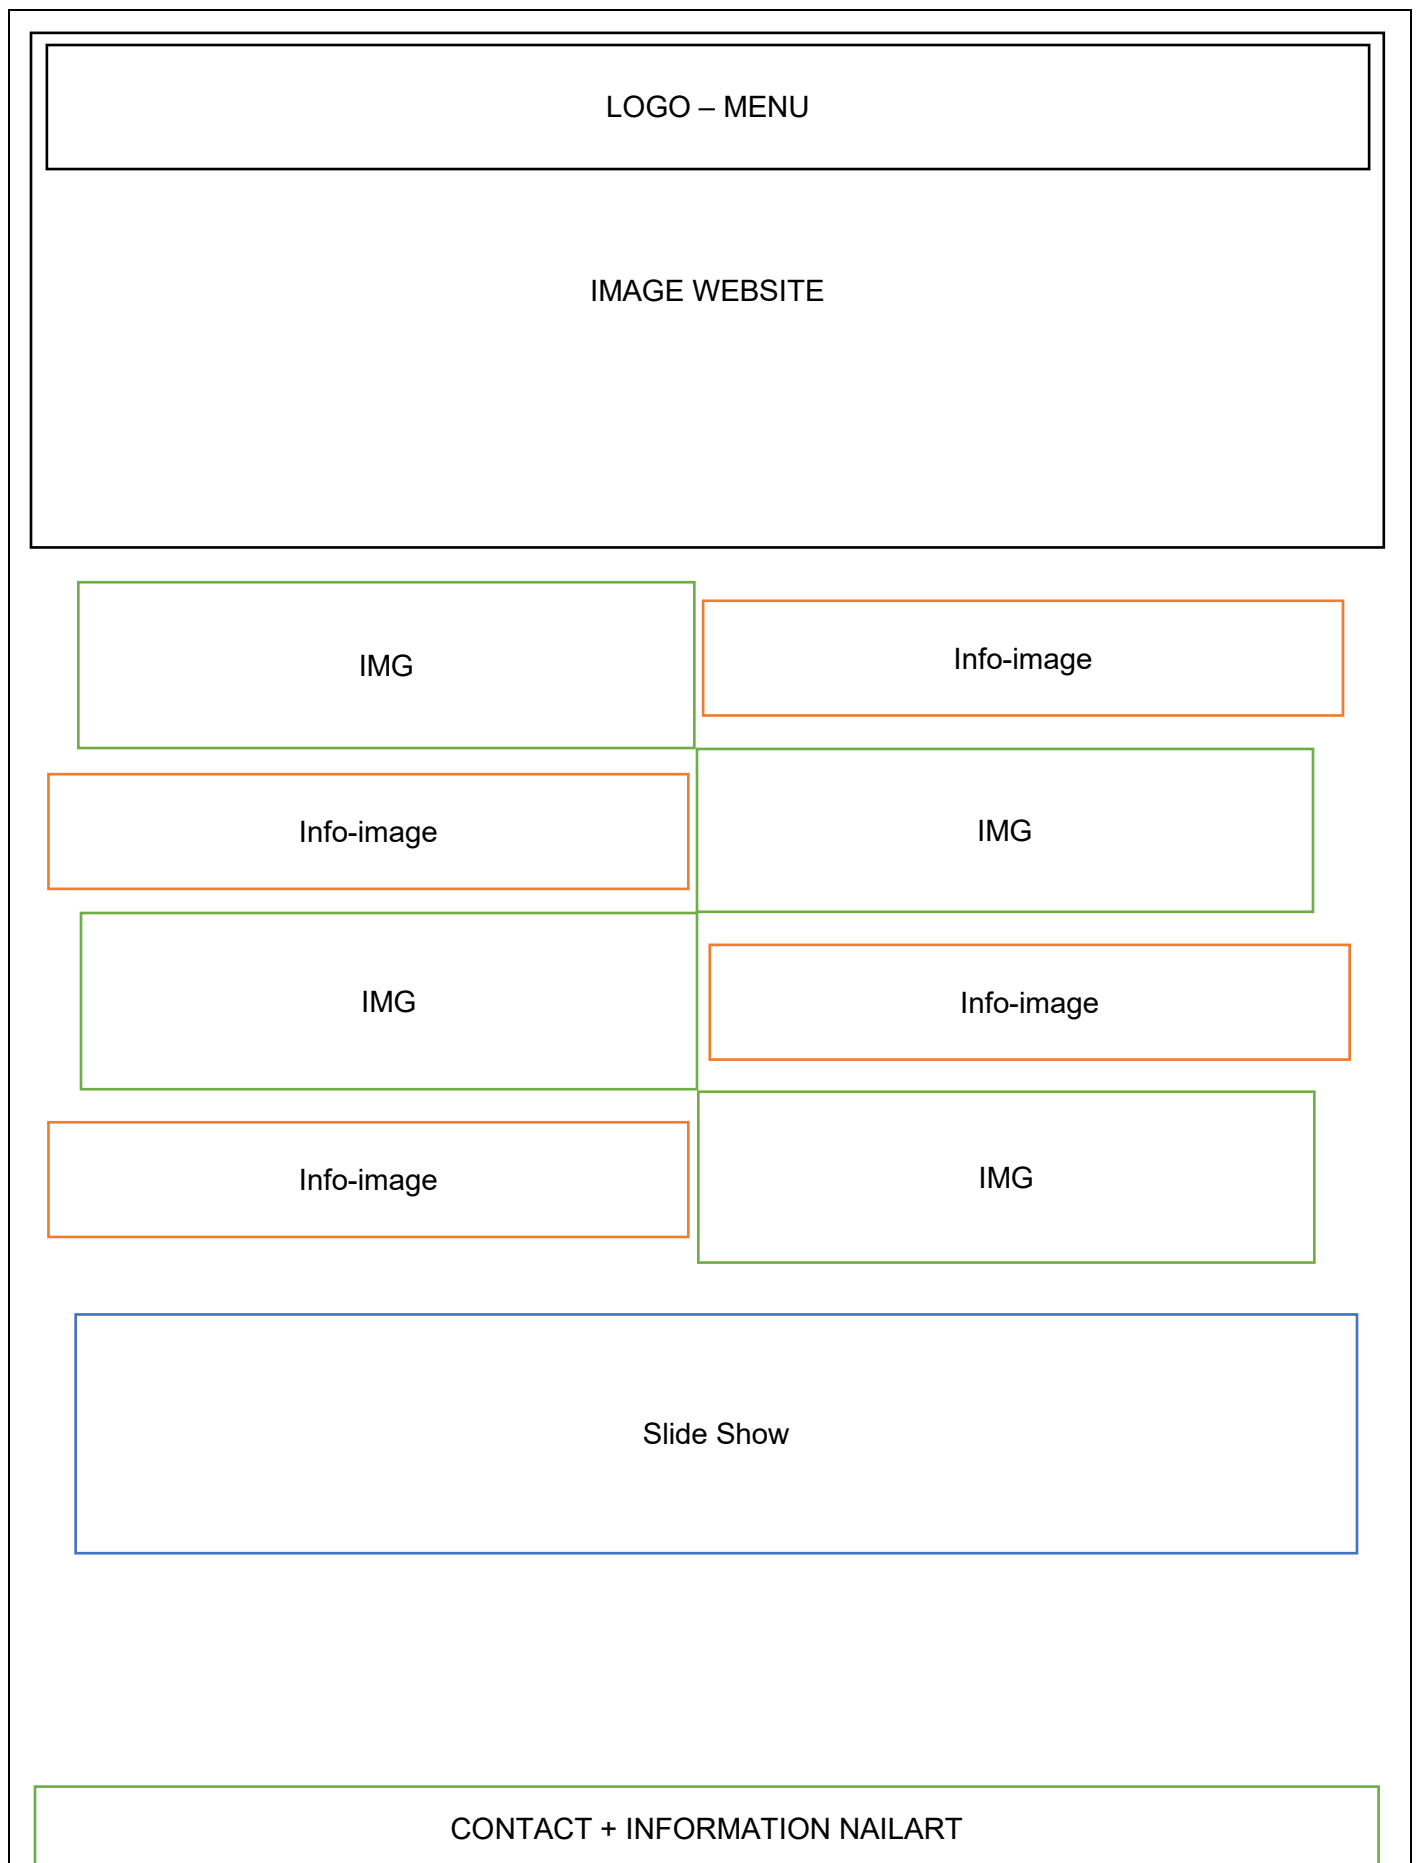 LOGO – MENU
IMAGE WEBSITE
IMG
Info-image
Info-image
IMG
IMG
Info-image
Info-image
IMG
Slide Show
CONTACT + INFORMATION NAILART